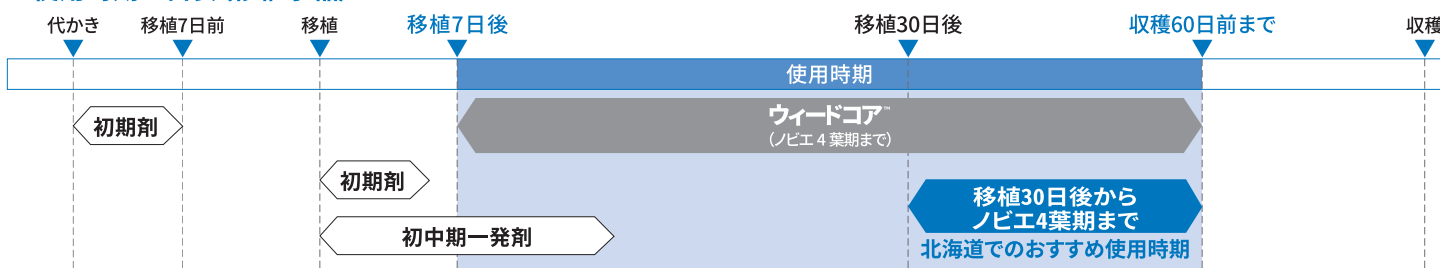 代かき 移植7日前 移植 移植7日後 移植30日後 収穫60日前まで 収穫
使用時期
ウィードコア™
(ノビエ4葉期まで)
初期剤
初期剤
移植30日後から
ノビエ4葉期まで
初中期一発剤
北海道でのおすすめ使用時期